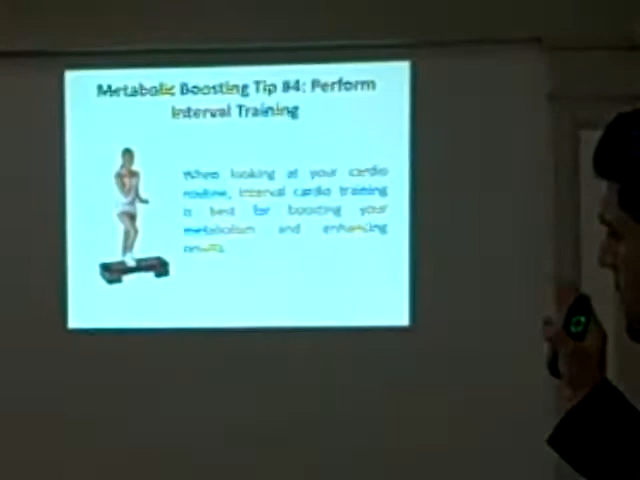 Metabolic Boosting Tip #4: Perform
Interval Training
When looking at your cardio
routine, interval cardio training
is best for boosting your
metabolism and enhancing
results.